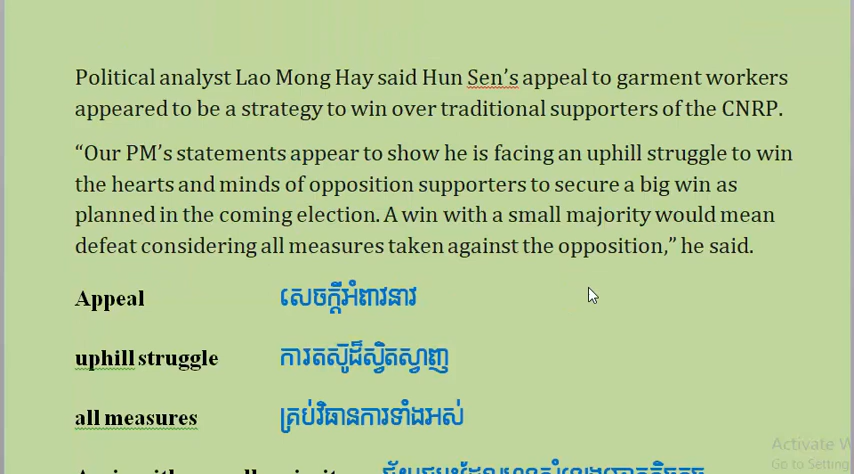 Political analyst Lao Mong Hay said Hun Sen’s appeal to garment workers
appeared to be a strategy to win over traditional supporters of the CNRP.
“Our PM’s statements appear to show he is facing an uphill struggle to win
the hearts and minds of opposition supporters to secure a big win as
planned in the coming election. A win with a small majority would mean
defeat considering all measures taken against the opposition,” he said.
Appeal សេចក្តីអំពាវនាវ
uphill struggle ការតស៊ូដ៏ស្វិតស្វាញ
all measures គ្រប់វិធានការទាំងអស់
Activate W
Go to Setting